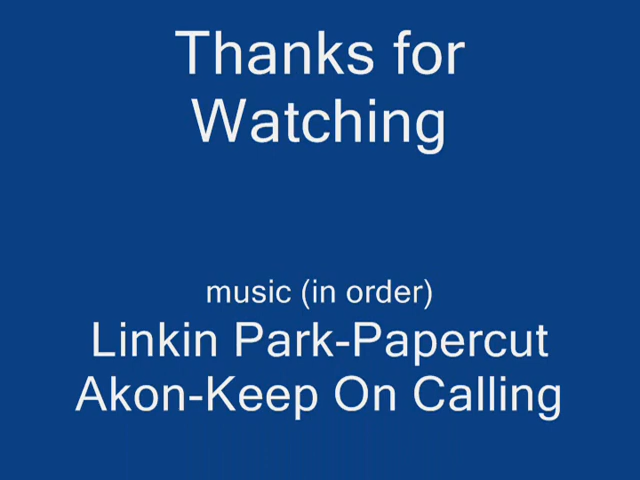 Thanks for
Watching
music (in order)
Linkin Park-Papercut
Akon-Keep On Calling